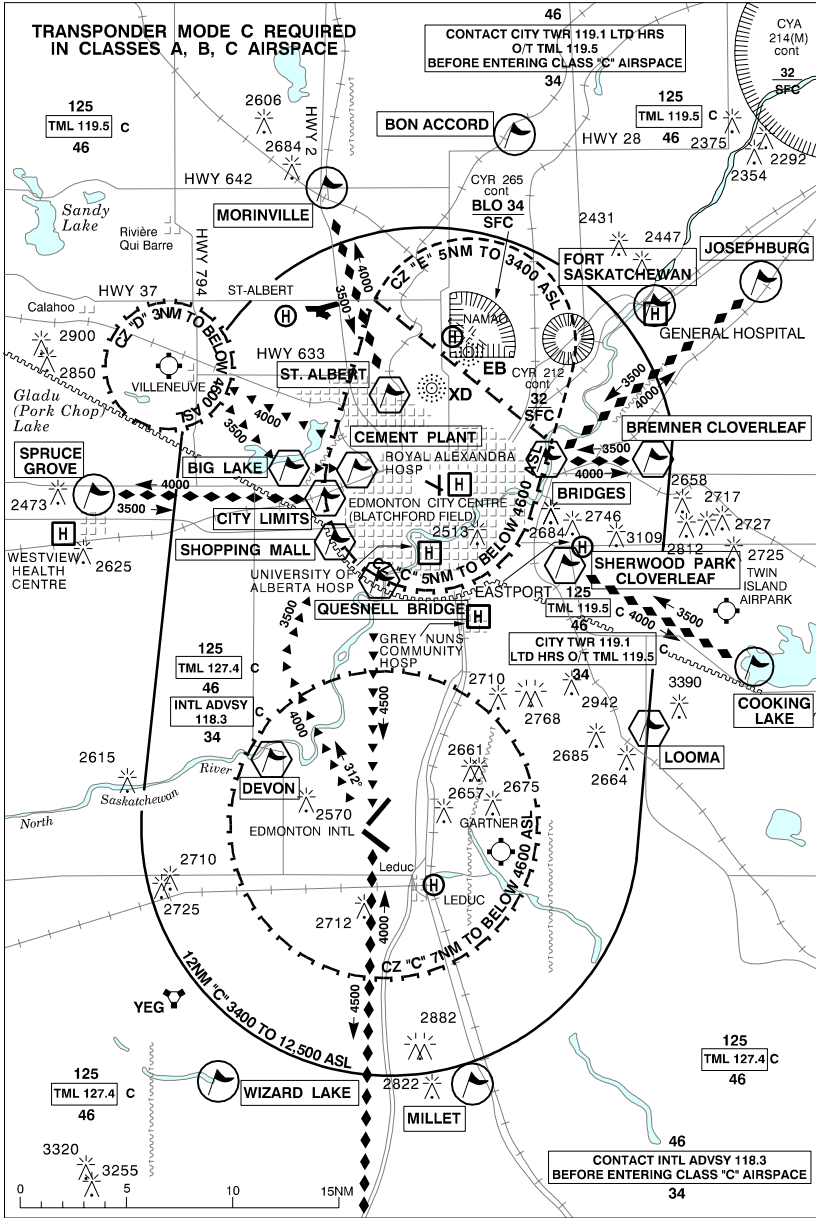 TRANSPONDER MODE C REQUIRED
IN CLASSES A, B, C AIRSPACE
46
CONTACT CITY TWR 119.1 LTD HRS
O/T TML 119.5
BEFORE ENTERING CLASS "C" AIRSPACE
34
CYA
214(M)
cont
32
SFC
125
TML 119.5 C
46
2606
2684
HWY 2
BON ACCORD
HWY 28
125
TML 119.5 C
46
2375
2354
2292
HWY 642
MORINVILLE
CYR 265
cont
BLO 34
SFC
Sandy
Lake
Rivière
Qui Barre
HWY 794
2431
2447
FORT
SASKATCHEWAN
JOSEPHBURG
HWY 37
Calahoo
ST-ALBERT
H
4000
3500
CZ "E" 5NM TO 3400 ASL
H
GENERAL HOSPITAL
CZ "D" 3NM TO BELOW 4600 ASL
2900
2850
VILLENEUVE
HWY 633
NAMAO
H
EB
CYR 212
cont
32
SFC
3500
4000
ST. ALBERT
XD
Gladu
(Pork Chop)
Lake
4000
3500
CEMENT PLANT
BREMNER CLOVERLEAF
SPRUCE
GROVE
BIG LAKE
ROYAL ALEXANDRA
HOSP
H
3500
4000
BRIDGES
2473
4000
3500
CITY LIMITS
EDMONTON CITY CENTRE
(BLATCHFORD FIELD)
2658
2717
2727
H
WESTVIEW
HEALTH
CENTRE
2625
SHOPPING MALL
2513
H
2684
2746
3109
2812
2725
H
CZ "C" 5NM TO BELOW 4600 ASL
SHERWOOD PARK
CLOVERLEAF
TWIN
ISLAND
AIRPARK
UNIVERSITY OF
ALBERTA HOSP
EASTPORT
QUESNELL BRIDGE
H
125
TML 119.5 C
46
CITY TWR 119.1
LTD HRS O/T TML 119.5 C
34
3500
4000
3500
GREY NUNS
COMMUNITY
HOSP
125
TML 127.4 C
46
INTL ADVSY
118.3 C
34
4000
4500
2710
2768
2942
3390
COOKING
LAKE
2615
312°
2661
2685
2664
LOOMA
DEVON
River
Saskatchewan
North
2570
2657
2675
EDMONTON INTL
GARTNER
Leduc
H
LEDUC
2710
2725
2712
4000
CZ "C" 7NM TO BELOW 4600 ASL
4500
12NM "C" 3400 TO 12,500 ASL
YEG
2882
2822
MILLET
WIZARD LAKE
125
TML 127.4 C
46
125
TML 127.4 C
46
3320
3255
46
CONTACT INTL ADVSY 118.3
BEFORE ENTERING CLASS "C" AIRSPACE
34
0 5 10 15NM